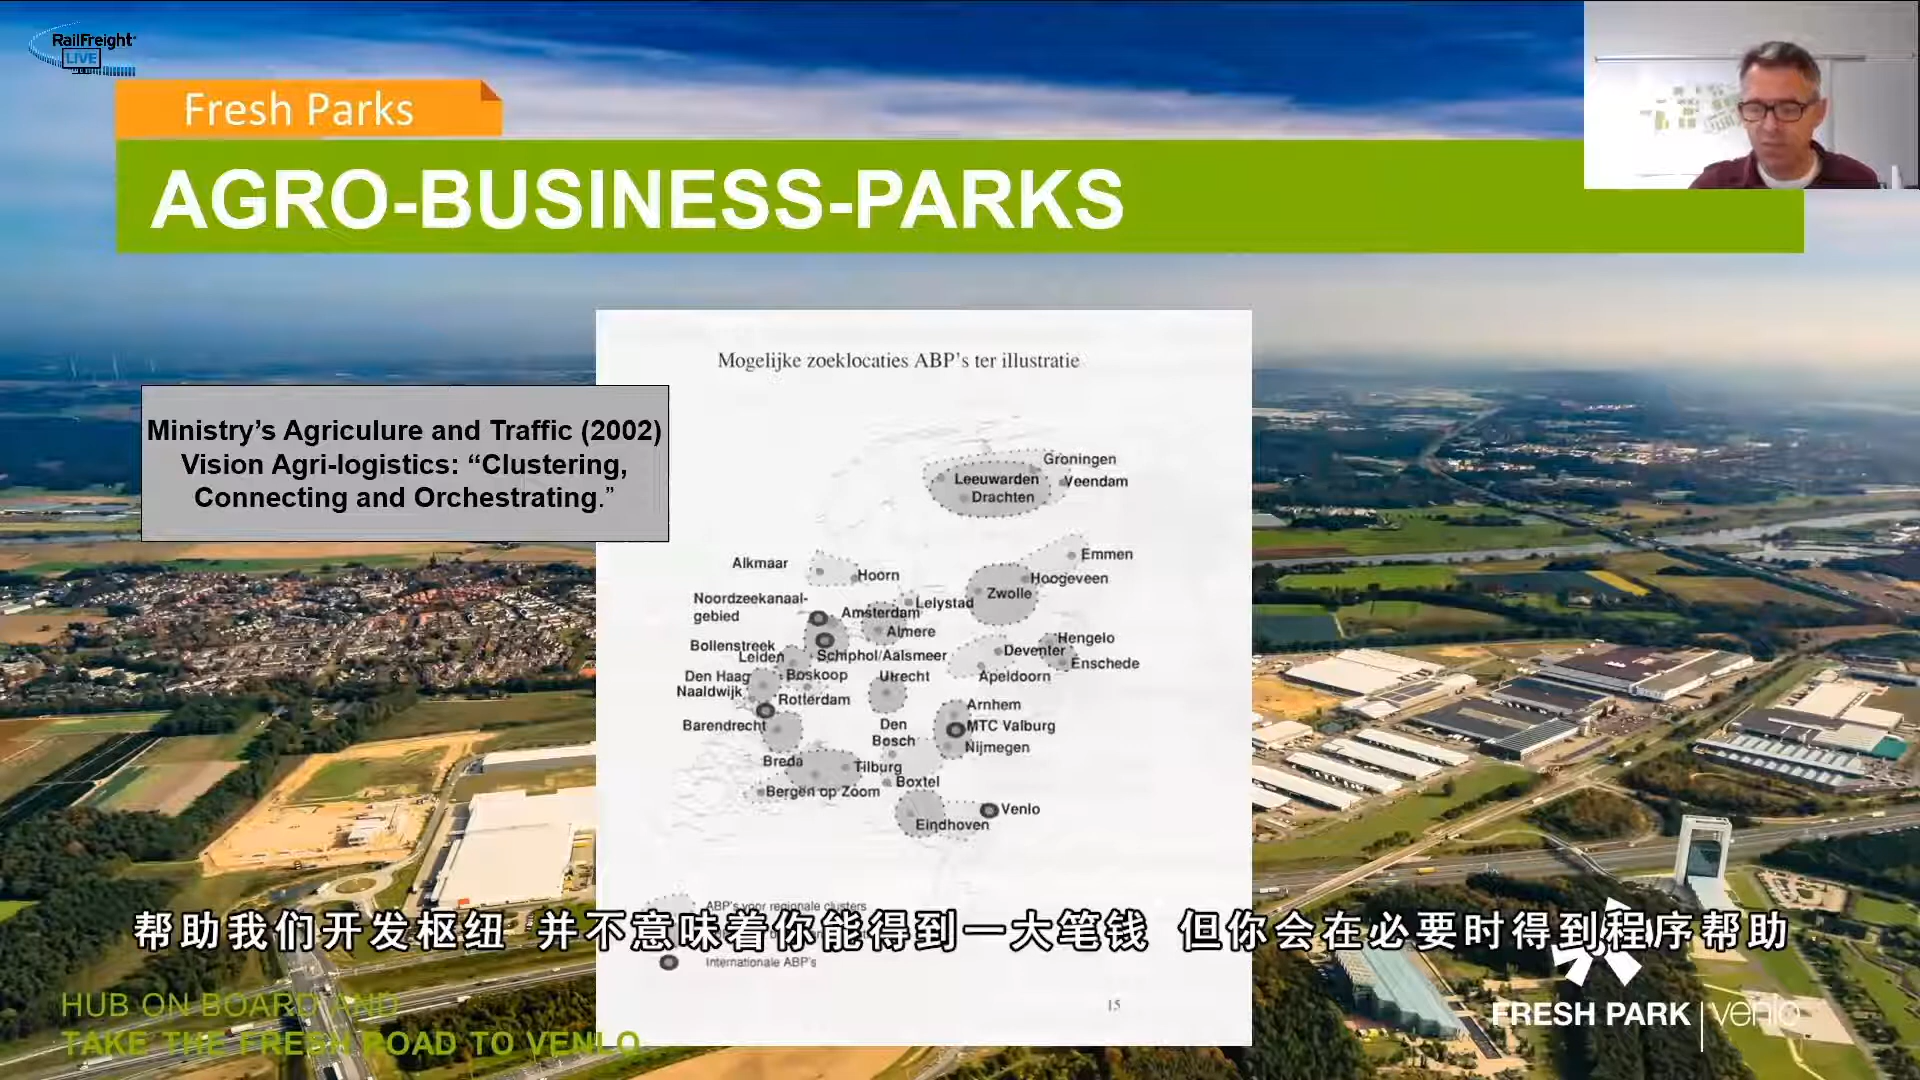 RailFreight
LIVE
Fresh Parks
AGRO-BUSINESS-PARKS
Mogelijke zoeklocaties ABP's ter illustratie
Ministry's Agriculure and Traffic (2002)
Vision Agri-logistics: “Clustering,
Connecting and Orchestrating.”
Groningen
Leeuwarden
Veendam
Drachten
Emmen
Alkmaar
Hoorn
Hoogeveen
Zwolle
Noordzeekanaal-
gebied
Lelystad
Amsterdam
Almere
Hengelo
Bollenstreek
Leiden
Schiphol/Aalsmeer
Deventer
Enschede
Den Haag
Boskoop
Utrecht
Apeldoorn
Naaldwijk
Rotterdam
Arnhem
Barendrecht
Den
Bosch
MTC Valburg
Nijmegen
Breda
Tilburg
Boxtel
Bergen op Zoom
Venlo
Eindhoven
ABP's voor regionale clusters
帮助我们开发枢纽 并不意味着你能得到一大笔钱 但你会在必要时得到程序帮助
Internationale ABP's
15
HUB ON BOARD AND
TAKE THE FRESH ROAD TO VENLO
FRESH PARK | venlo